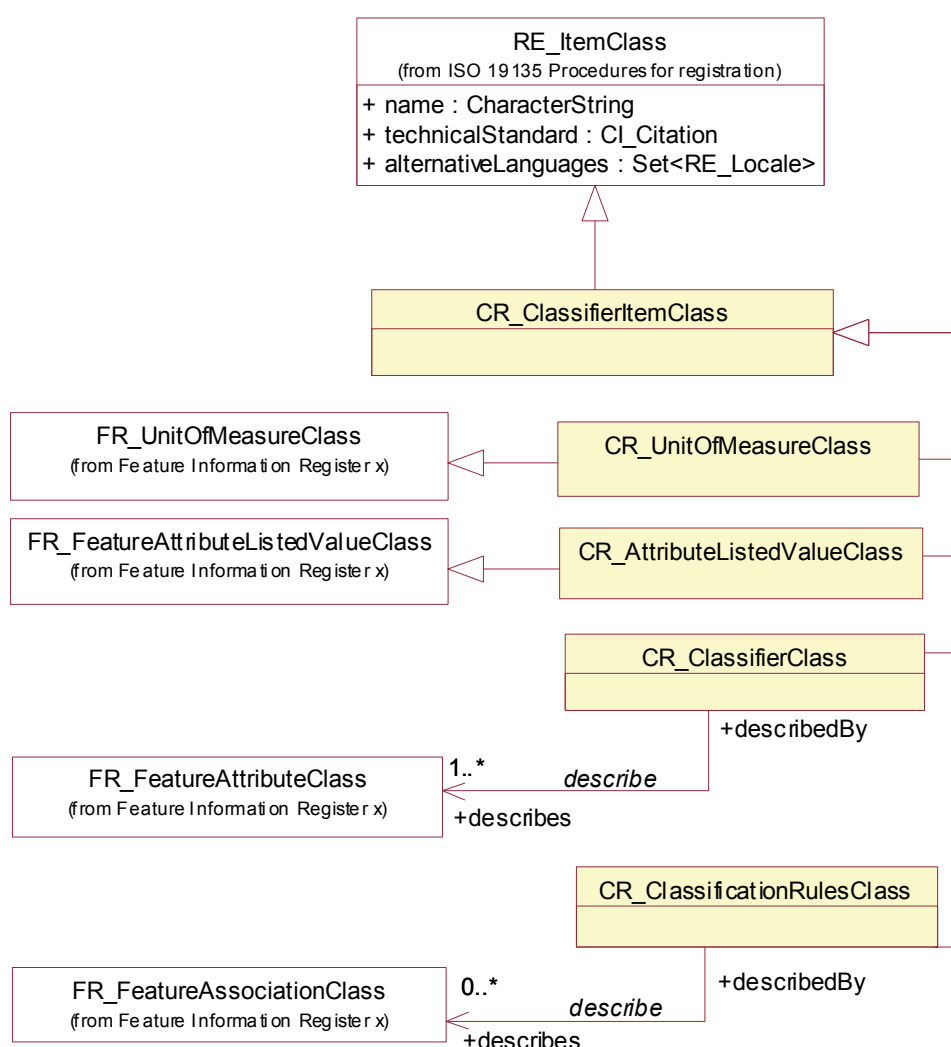 RE_ItemClass
(from ISO 19135 Procedures for registration)
+ name : CharacterString
+ technicalStandard : CI_Citation
+ alternativeLanguages : Set<RE_Locale>
CR_ClassifierItemClass
FR_UnitOfMeasureClass
(from Feature Information Register x)
CR_UnitOfMeasureClass
FR_FeatureAttributeListedValueClass
(from Feature Information Register x)
CR_AttributeListedValueClass
CR_ClassifierClass
+describedBy
FR_FeatureAttributeClass
(from Feature Information Register x)
1..*
describe
+describes
CR_ClassificationRulesClass
+describedBy
FR_FeatureAssociationClass
(from Feature Information Register x)
0..*
describe
+describes